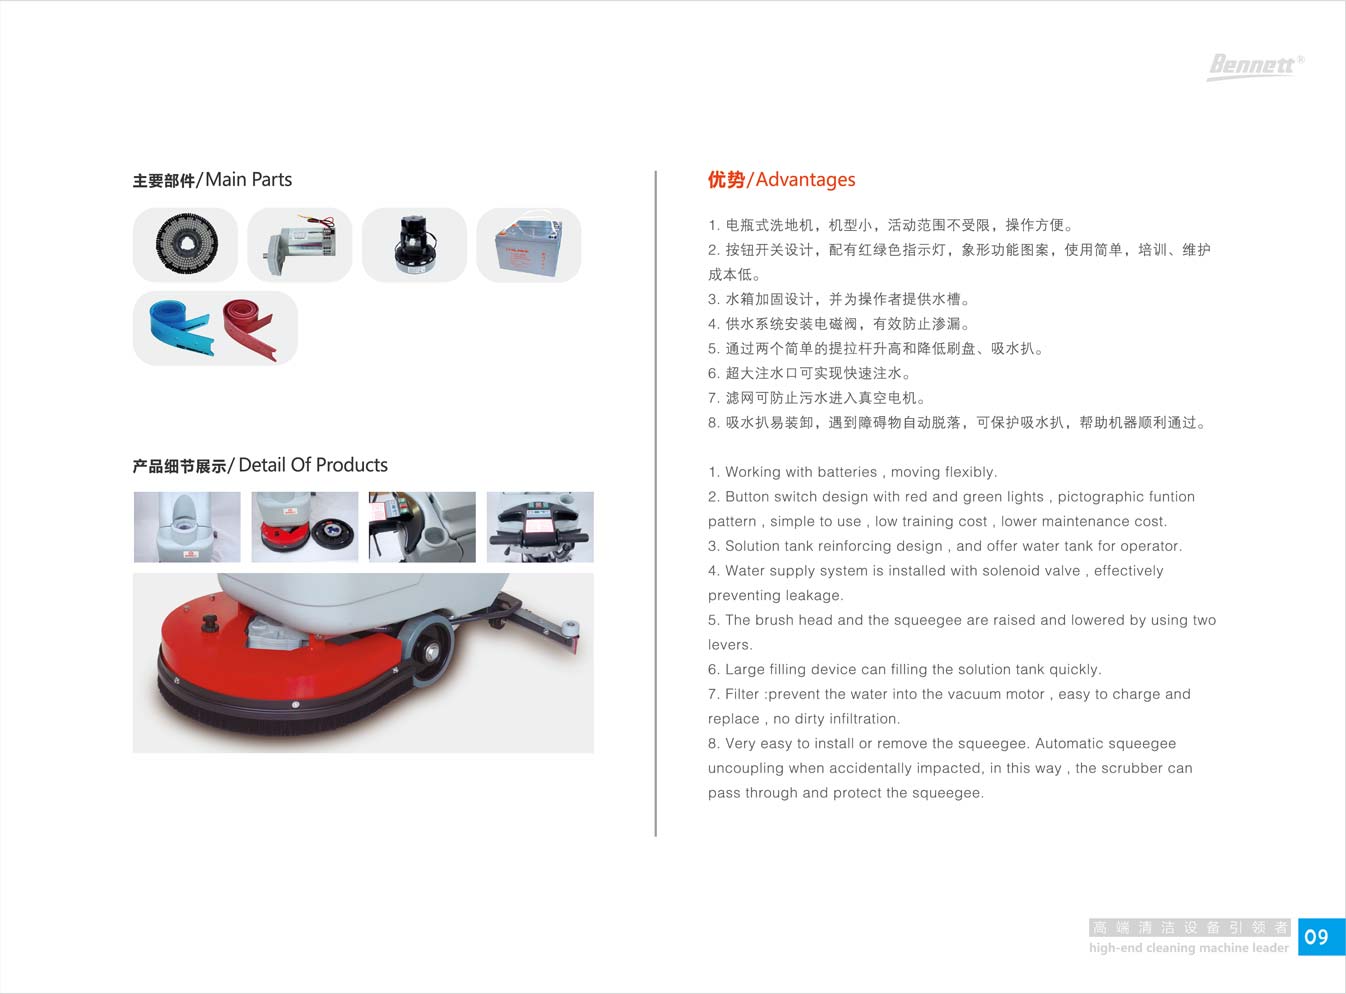 Bennett®
主要部件/Main Parts
产品细节展示/Detail Of Products
优势/Advantages
1. 电瓶式洗地机，机型小，活动范围不受限，操作方便。
2. 按钮开关设计，配有红绿色指示灯，象形功能图案，使用简单，培训、维护
成本低。
3. 水箱加固设计，并为操作者提供水槽。
4. 供水系统安装电磁阀，有效防止渗漏。
5. 通过两个简单的提拉杆升高和降低刷盘、吸水扒。
6. 超大注水口可实现快速注水。
7. 滤网可防止污水进入真空电机。
8. 吸水扒易装卸，遇到障碍物自动脱落，可保护吸水扒，帮助机器顺利通过。
1. Working with batteries , moving flexibly.
2. Button switch design with red and green lights , pictographic funtion
pattern , simple to use , low training cost , lower maintenance cost.
3. Solution tank reinforcing design , and offer water tank for operator.
4. Water supply system is installed with solenoid valve , effectively
preventing leakage.
5. The brush head and the squeegee are raised and lowered by using two
levers.
6. Large filling device can filling the solution tank quickly.
7. Filter :prevent the water into the vacuum motor , easy to charge and
replace , no dirty infiltration.
8. Very easy to install or remove the squeegee. Automatic squeegee
uncoupling when accidentally impacted, in this way , the scrubber can
pass through and protect the squeegee.
高端清洁设备引领者
high-end cleaning machine leader
09